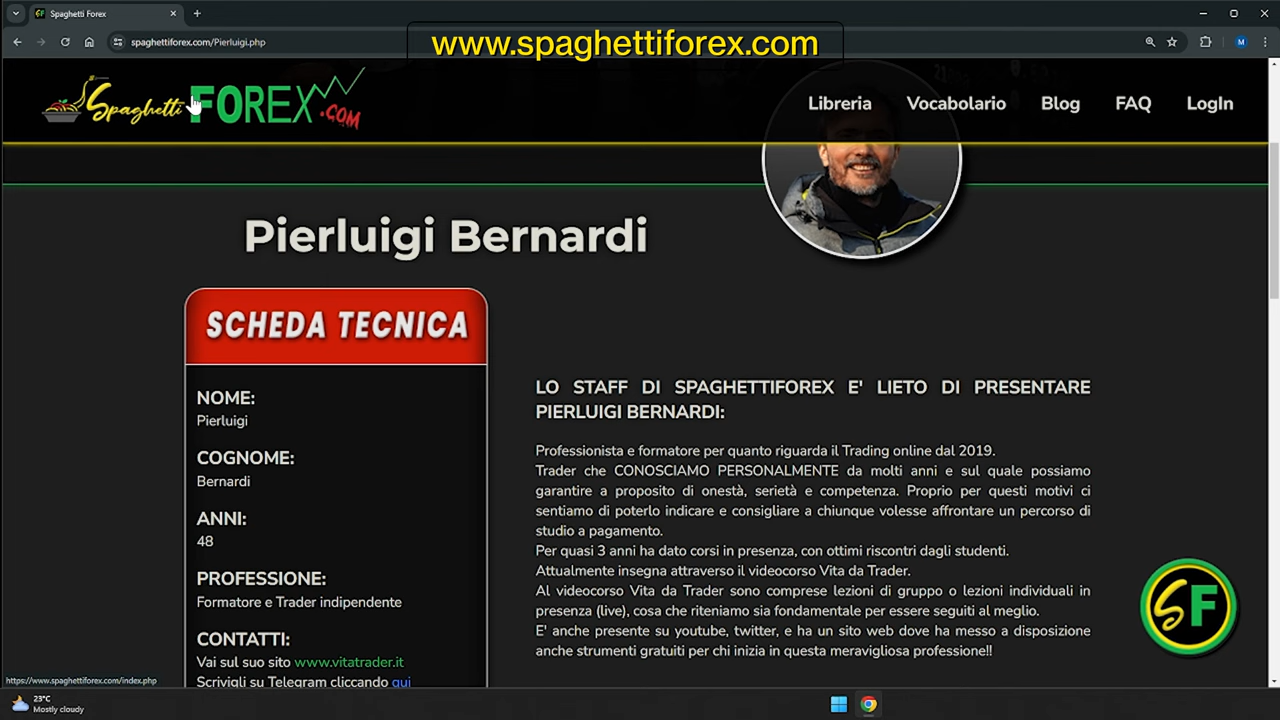 Spaghetti Forex
spaghettiforex.com/Pierluigi.php
www.spaghettiforex.com
M
Spaghetti FOREX .COM
Libreria
Vocabolario
Blog
FAQ
LogIn
Pierluigi Bernardi
SCHEDA TECNICA
NOME:
Pierluigi
COGNOME:
Bernardi
ANNI:
48
PROFESSIONE:
Formatore e Trader indipendente
CONTATTI:
Vai sul suo sito www.vitatrader.it
Scrivigli su Telegram cliccando qui
LO STAFF DI SPAGHETTIFOREX E' LIETO DI PRESENTARE
PIERLUIGI BERNARDI:
Professionista e formatore per quanto riguarda il Trading online dal 2019.
Trader che CONOSCIAMO PERSONALMENTE da molti anni e sul quale possiamo
garantire a proposito di onestà, serietà e competenza. Proprio per questi motivi ci
sentiamo di poterlo indicare e consigliare a chiunque volesse affrontare un percorso di
studio a pagamento.
Per quasi 3 anni ha dato corsi in presenza, con ottimi riscontri dagli studenti.
Attualmente insegna attraverso il videocorso Vita da Trader.
Al videocorso Vita da Trader sono comprese lezioni di gruppo o lezioni individuali in
presenza (live), cosa che riteniamo sia fondamentale per essere seguiti al meglio.
E' anche presente su youtube, twitter, e ha un sito web dove ha messo a disposizione
anche strumenti gratuiti per chi inizia in questa meravigliosa professione!!
SF
https://www.spaghettiforex.com/index.php
23°C
Mostly cloudy